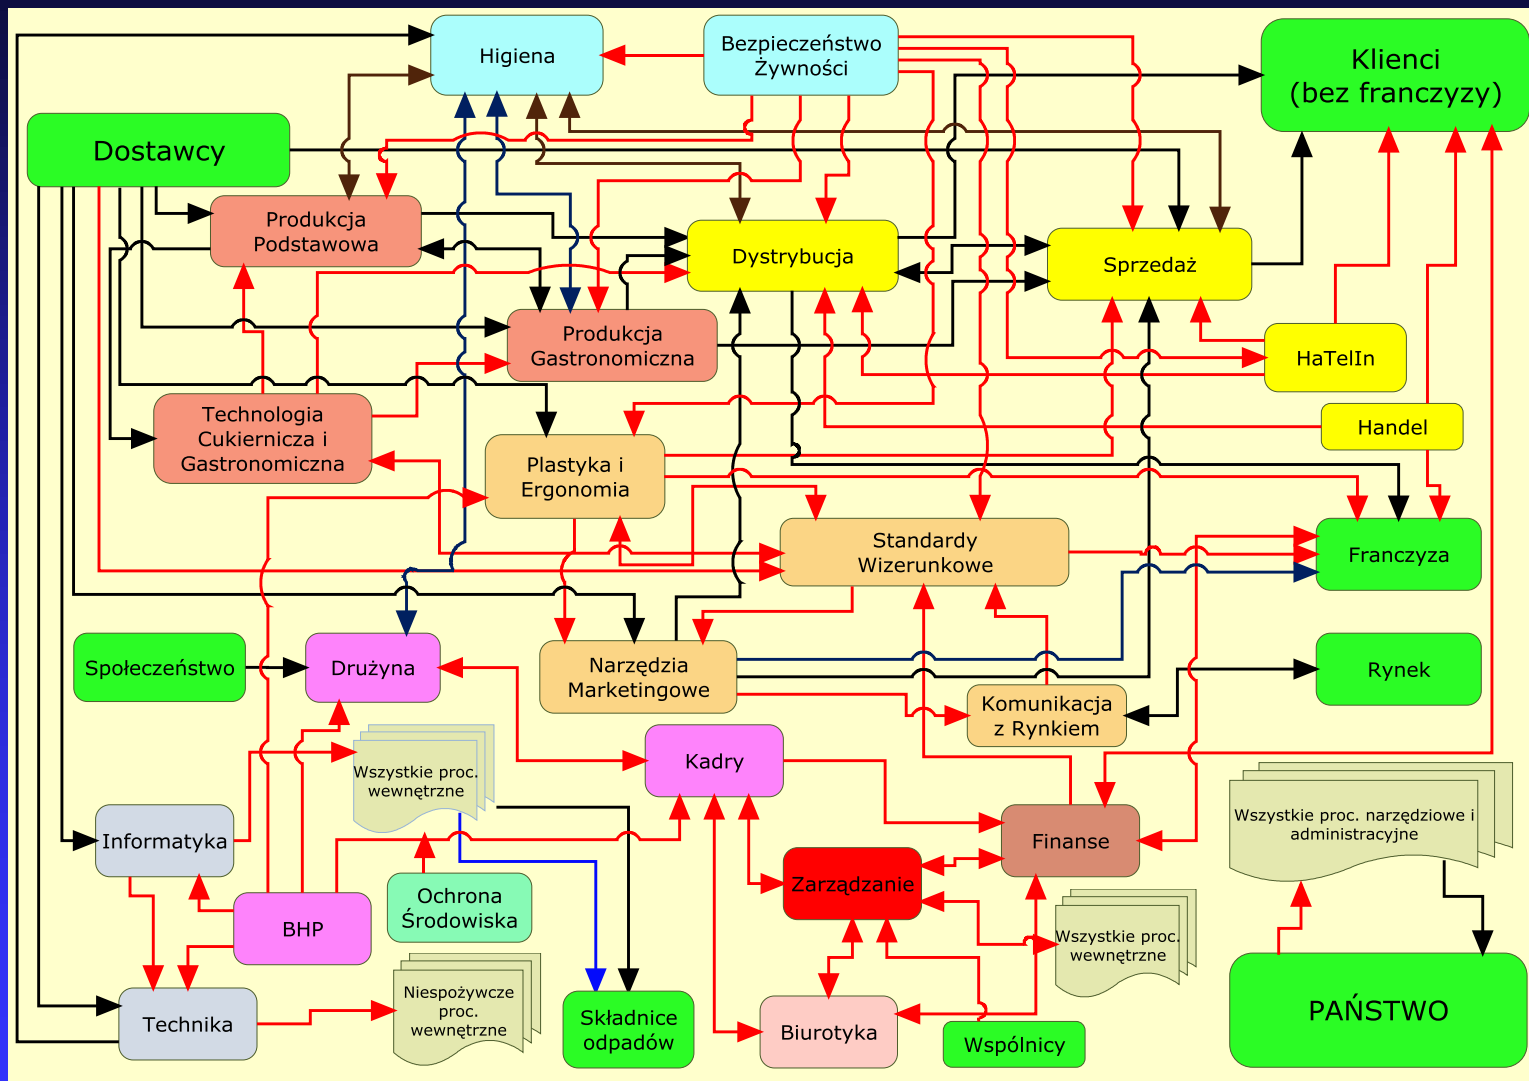 Higiena
Bezpieczeństwo
Żywności
Klienci
(bez franczyzy)
Dostawcy
Produkcja
Podstawowa
Dystrybucja
Sprzedaż
Produkcja
Gastronomiczna
HaTelIn
Technologia
Cukiernicza i
Gastronomiczna
Handel
Plastyka i
Ergonomia
Standardy
Wizerunkowe
Franczyza
Społeczeństwo
Drużyna
Narzędzia
Marketingowe
Rynek
Komunikacja
z Rynkiem
Wszystkie proc.
wewnętrzne
Kadry
Wszystkie proc. narzędziowe i
administracyjne
Informatyka
Finanse
Zarządzanie
Ochrona
Środowiska
BHP
Wszystkie proc.
wewnętrzne
Niespożywcze
proc.
wewnętrzne
Technika
Składnice
odpadów
Biurotyka
Wspólnicy
PAŃSTWO